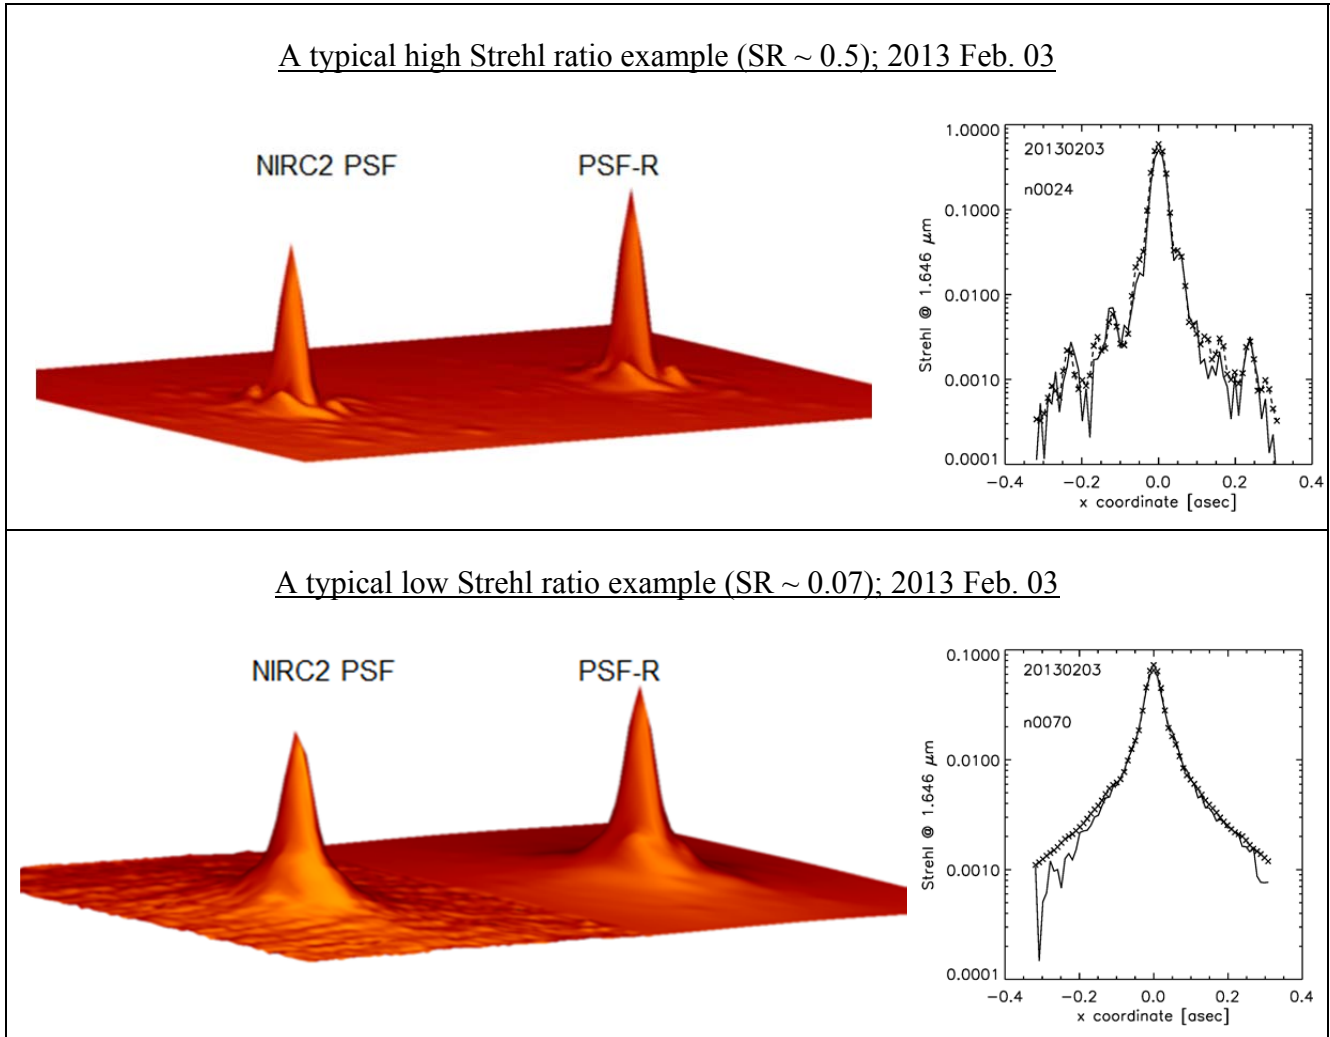 A typical high Strehl ratio example (SR ~ 0.5); 2013 Feb. 03
NIRC2 PSF
PSF-R
1.0000
0.1000
0.0100
0.0010
0.0001
Strehl @ 1.646 μm
20130203
n0024
−0.4 −0.2 0.0 0.2 0.4
x coordinate [asec]
A typical low Strehl ratio example (SR ~ 0.07); 2013 Feb. 03
NIRC2 PSF
PSF-R
0.1000
0.0100
0.0010
0.0001
Strehl @ 1.646 μm
20130203
n0070
−0.4 −0.2 0.0 0.2 0.4
x coordinate [asec]